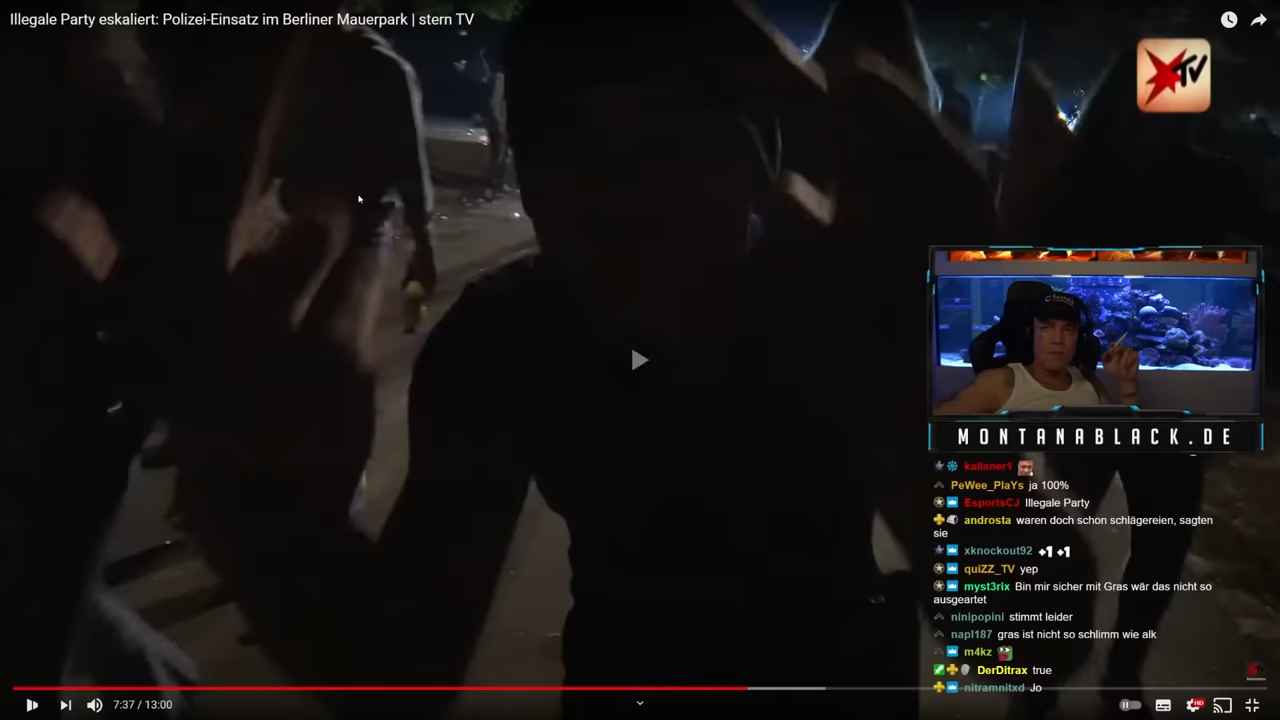 Illegale Party eskaliert: Polizei-Einsatz im Berliner Mauerpark | stern TV
TV
MONTANABLACK.DE
kalianer1
PeWee_PlaYs ja 100%
EsportsCJ Illegale Party
androsta waren doch schon schlägereien, sagten
sie
xknockout92 +1 +1
quiZZ_TV yep
myst3rix Bin mir sicher mit Gras wär das nicht so
ausgeartet
ninipopini stimmt leider
napl187 gras ist nicht so schlimm wie alk
m4kz
DerDitrax true
nitramnitxd Jo
7:37 / 13:00
HD